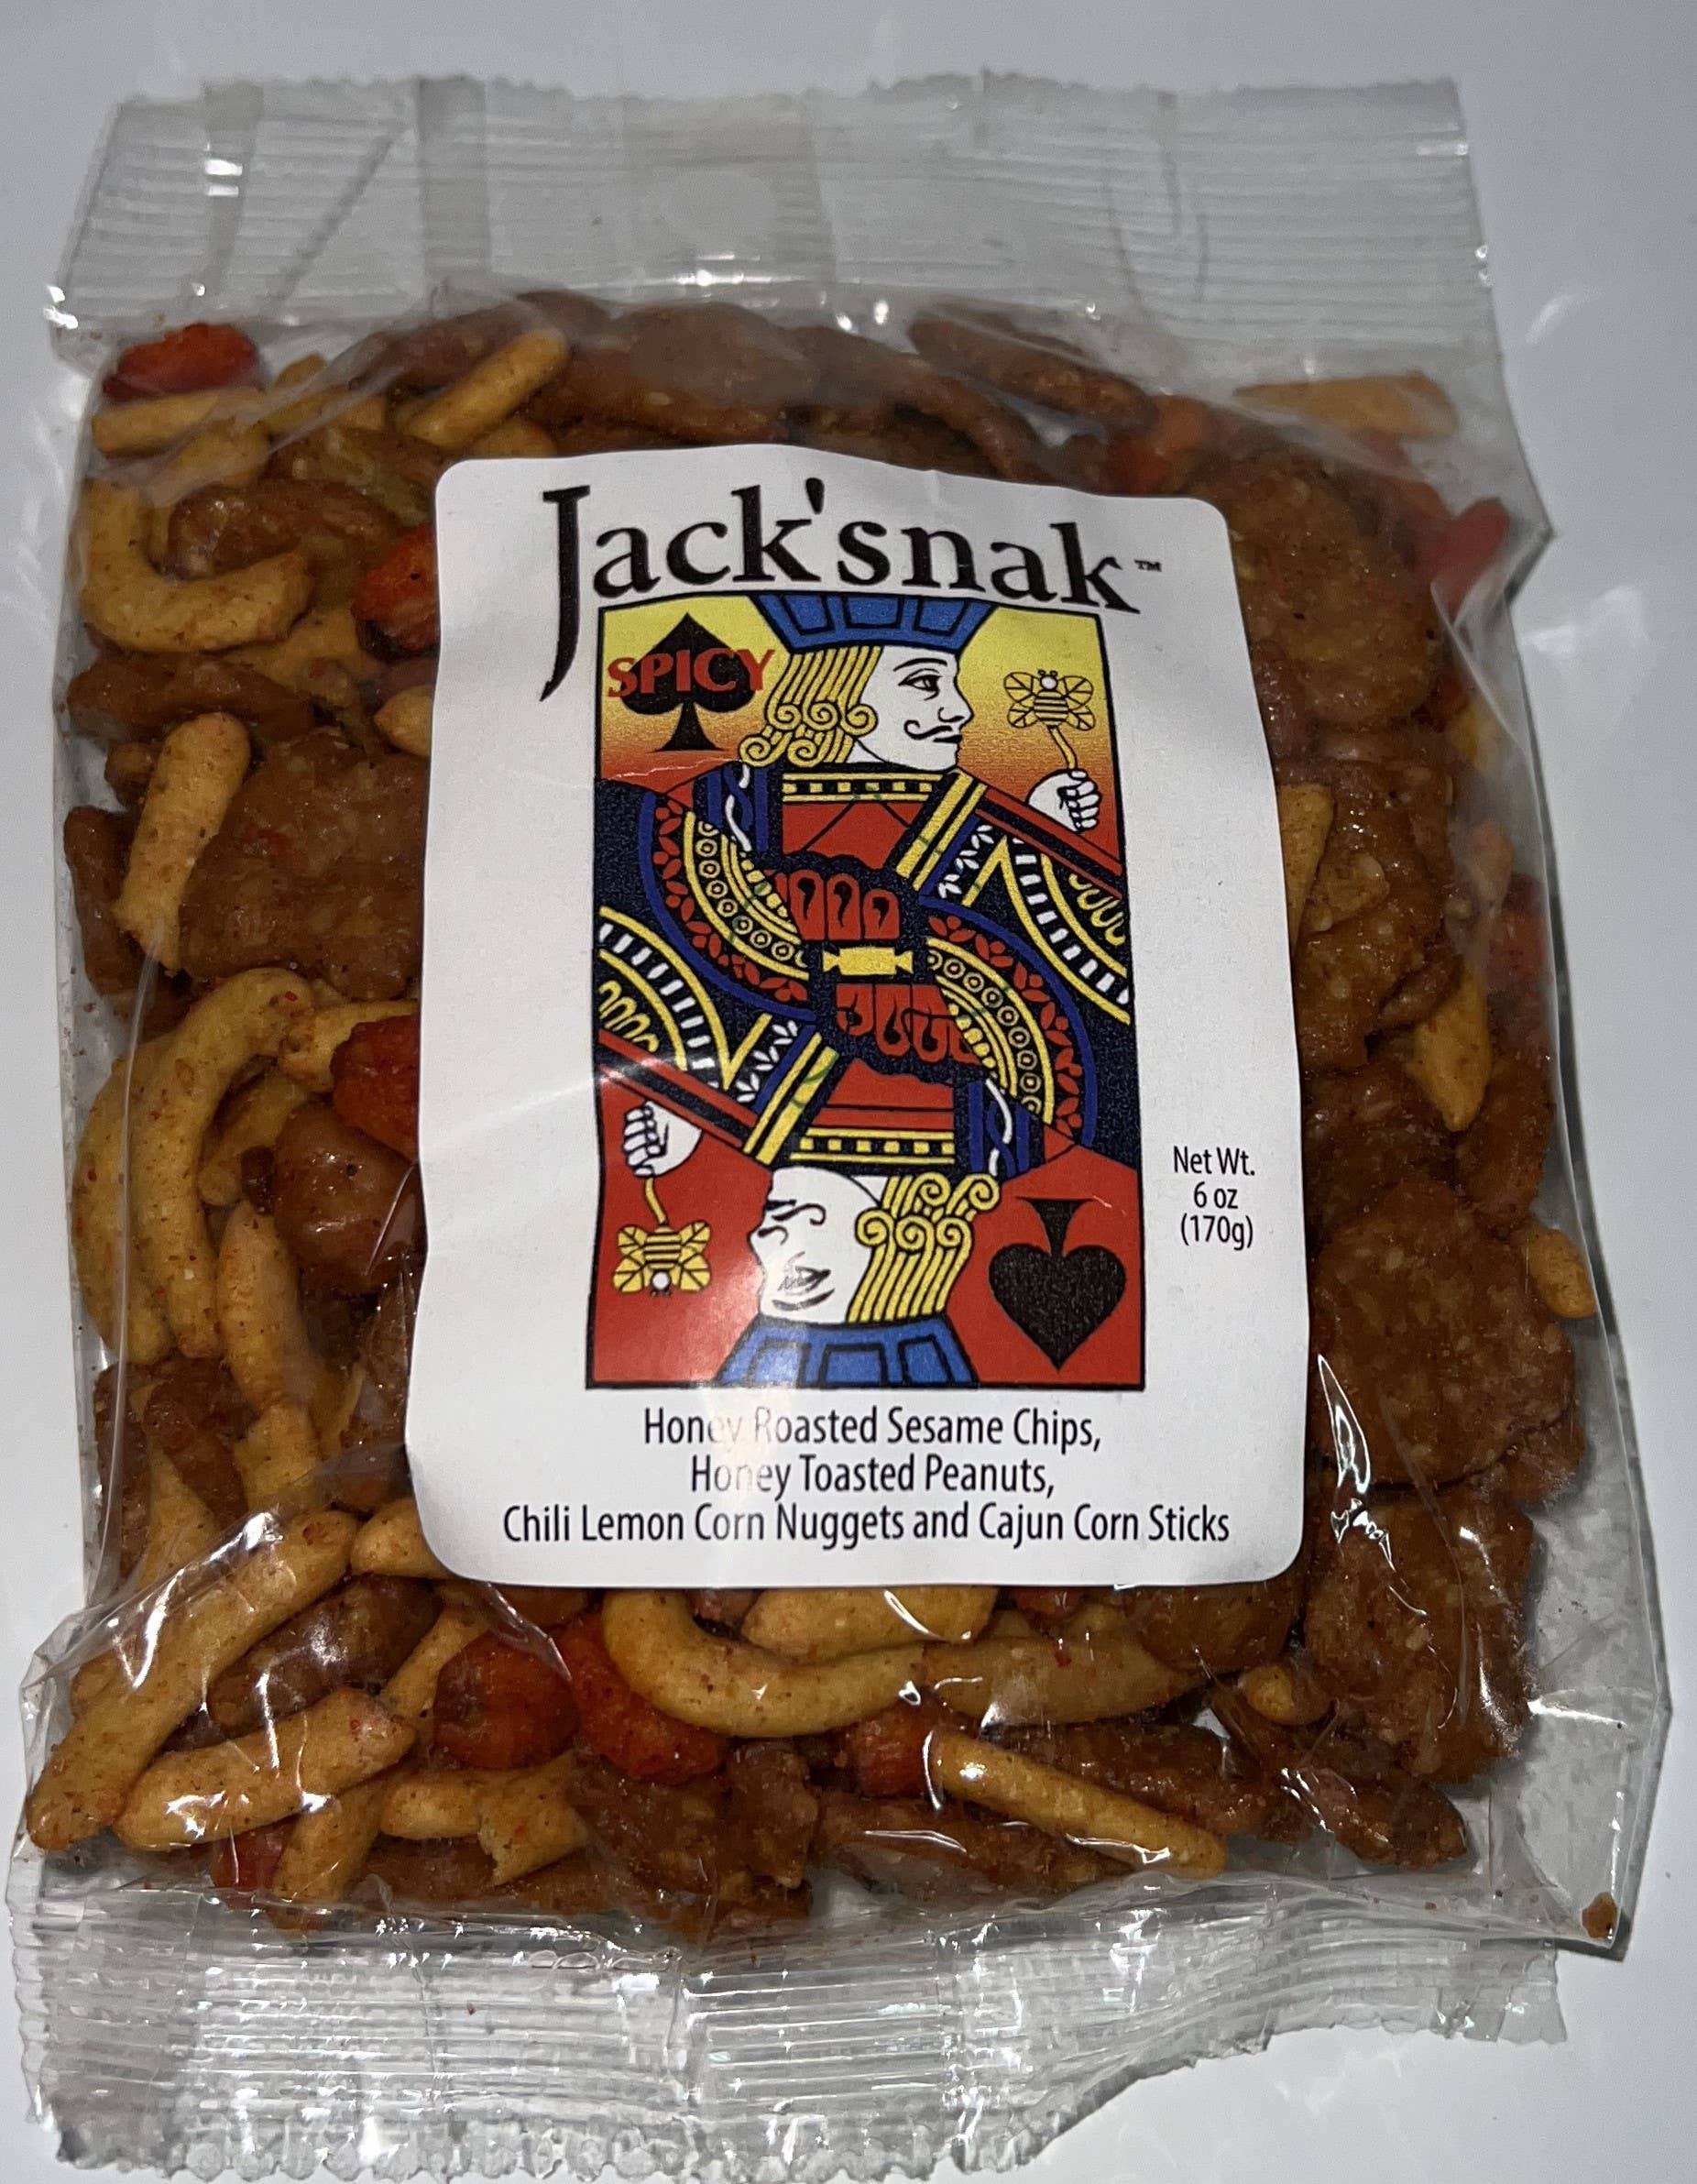 Jack'snak™
SPICY
Net Wt.
6 oz
(170g)
Honey Roasted Sesame Chips,
Honey Toasted Peanuts,
Chili Lemon Corn Nuggets and Cajun Corn Sticks